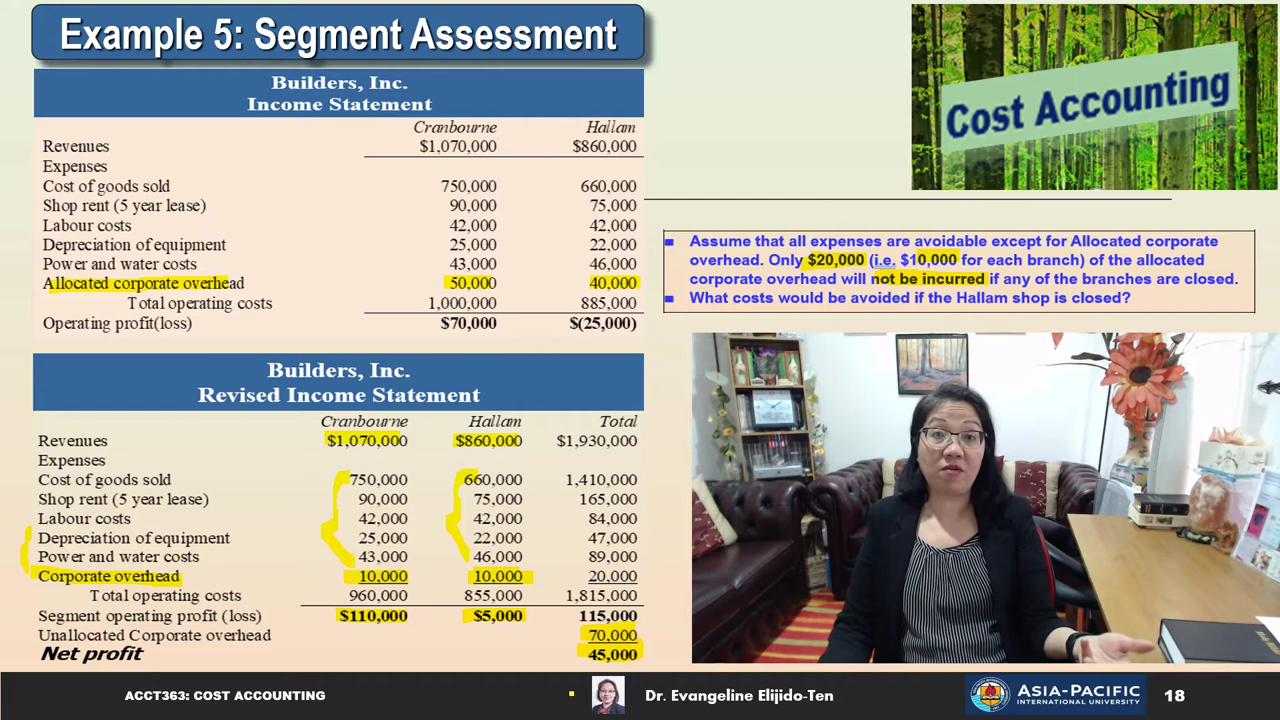 Example 5: Segment Assessment
Builders, Inc.
Income Statement
Cranbourne Hallam
Revenues $1,070,000 $860,000
Expenses
Cost of goods sold 750,000 660,000
Shop rent (5 year lease) 90,000 75,000
Labour costs 42,000 42,000
Depreciation of equipment 25,000 22,000
Power and water costs 43,000 46,000
Allocated corporate overhead 50,000 40,000
Total operating costs 1,000,000 885,000
Operating profit(loss) $70,000 $(25,000)
Builders, Inc.
Revised Income Statement
Cranbourne Hallam Total
Revenues $1,070,000 $860,000 $1,930,000
Expenses
Cost of goods sold 750,000 660,000 1,410,000
Shop rent (5 year lease) 90,000 75,000 165,000
Labour costs 42,000 42,000 84,000
Depreciation of equipment 25,000 22,000 47,000
Power and water costs 43,000 46,000 89,000
Corporate overhead 10,000 10,000 20,000
Total operating costs 960,000 855,000 1,815,000
Segment operating profit (loss) $110,000 $5,000 115,000
Unallocated Corporate overhead 70,000
Net profit 45,000
Cost Accounting
Assume that all expenses are avoidable except for Allocated corporate
overhead. Only $20,000 (i.e. $10,000 for each branch) of the allocated
corporate overhead will not be incurred if any of the branches are closed.
What costs would be avoided if the Hallam shop is closed?
ACCT363: COST ACCOUNTING
Dr. Evangeline Elijido-Ten
ASIA-PACIFIC
INTERNATIONAL UNIVERSITY
18